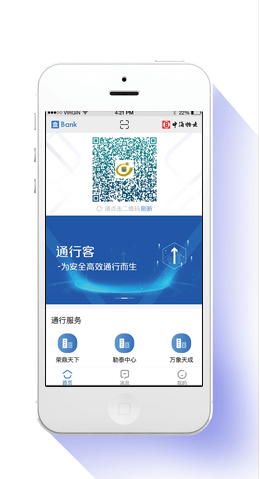 VIRGIN 4:21 PM 22%
Bank 中海物业
请点击二维码刷新
通行客
-为安全高效通行而生
通行服务
荣鼎天下 勒泰中心 万象天成
首页 消息 我的